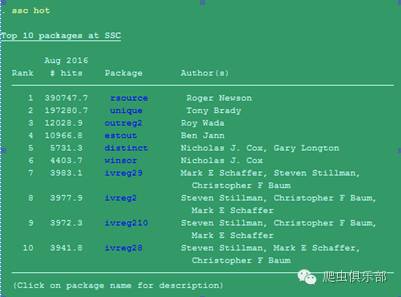 . ssc hot
Top 10 packages at SSC
Aug 2016
Rank # hits Package Author(s)
1 390747.7 rsource Roger Newson
2 197280.7 unique Tony Brady
3 12028.9 outreg2 Roy Wada
4 10966.8 estout Ben Jann
5 5731.3 distinct Nicholas J. Cox, Gary Longton
6 4403.7 winsor Nicholas J. Cox
7 3983.1 ivreg29 Mark E Schaffer, Steven Stillman,
Christopher F Baum
8 3977.9 ivreg2 Steven Stillman, Christopher F Baum,
Mark E Schaffer
9 3972.3 ivreg210 Steven Stillman, Christopher F Baum,
Mark E Schaffer
10 3941.8 ivreg28 Steven Stillman, Mark E Schaffer,
Christopher F Baum
(Click on package name for description)
爬虫俱乐部